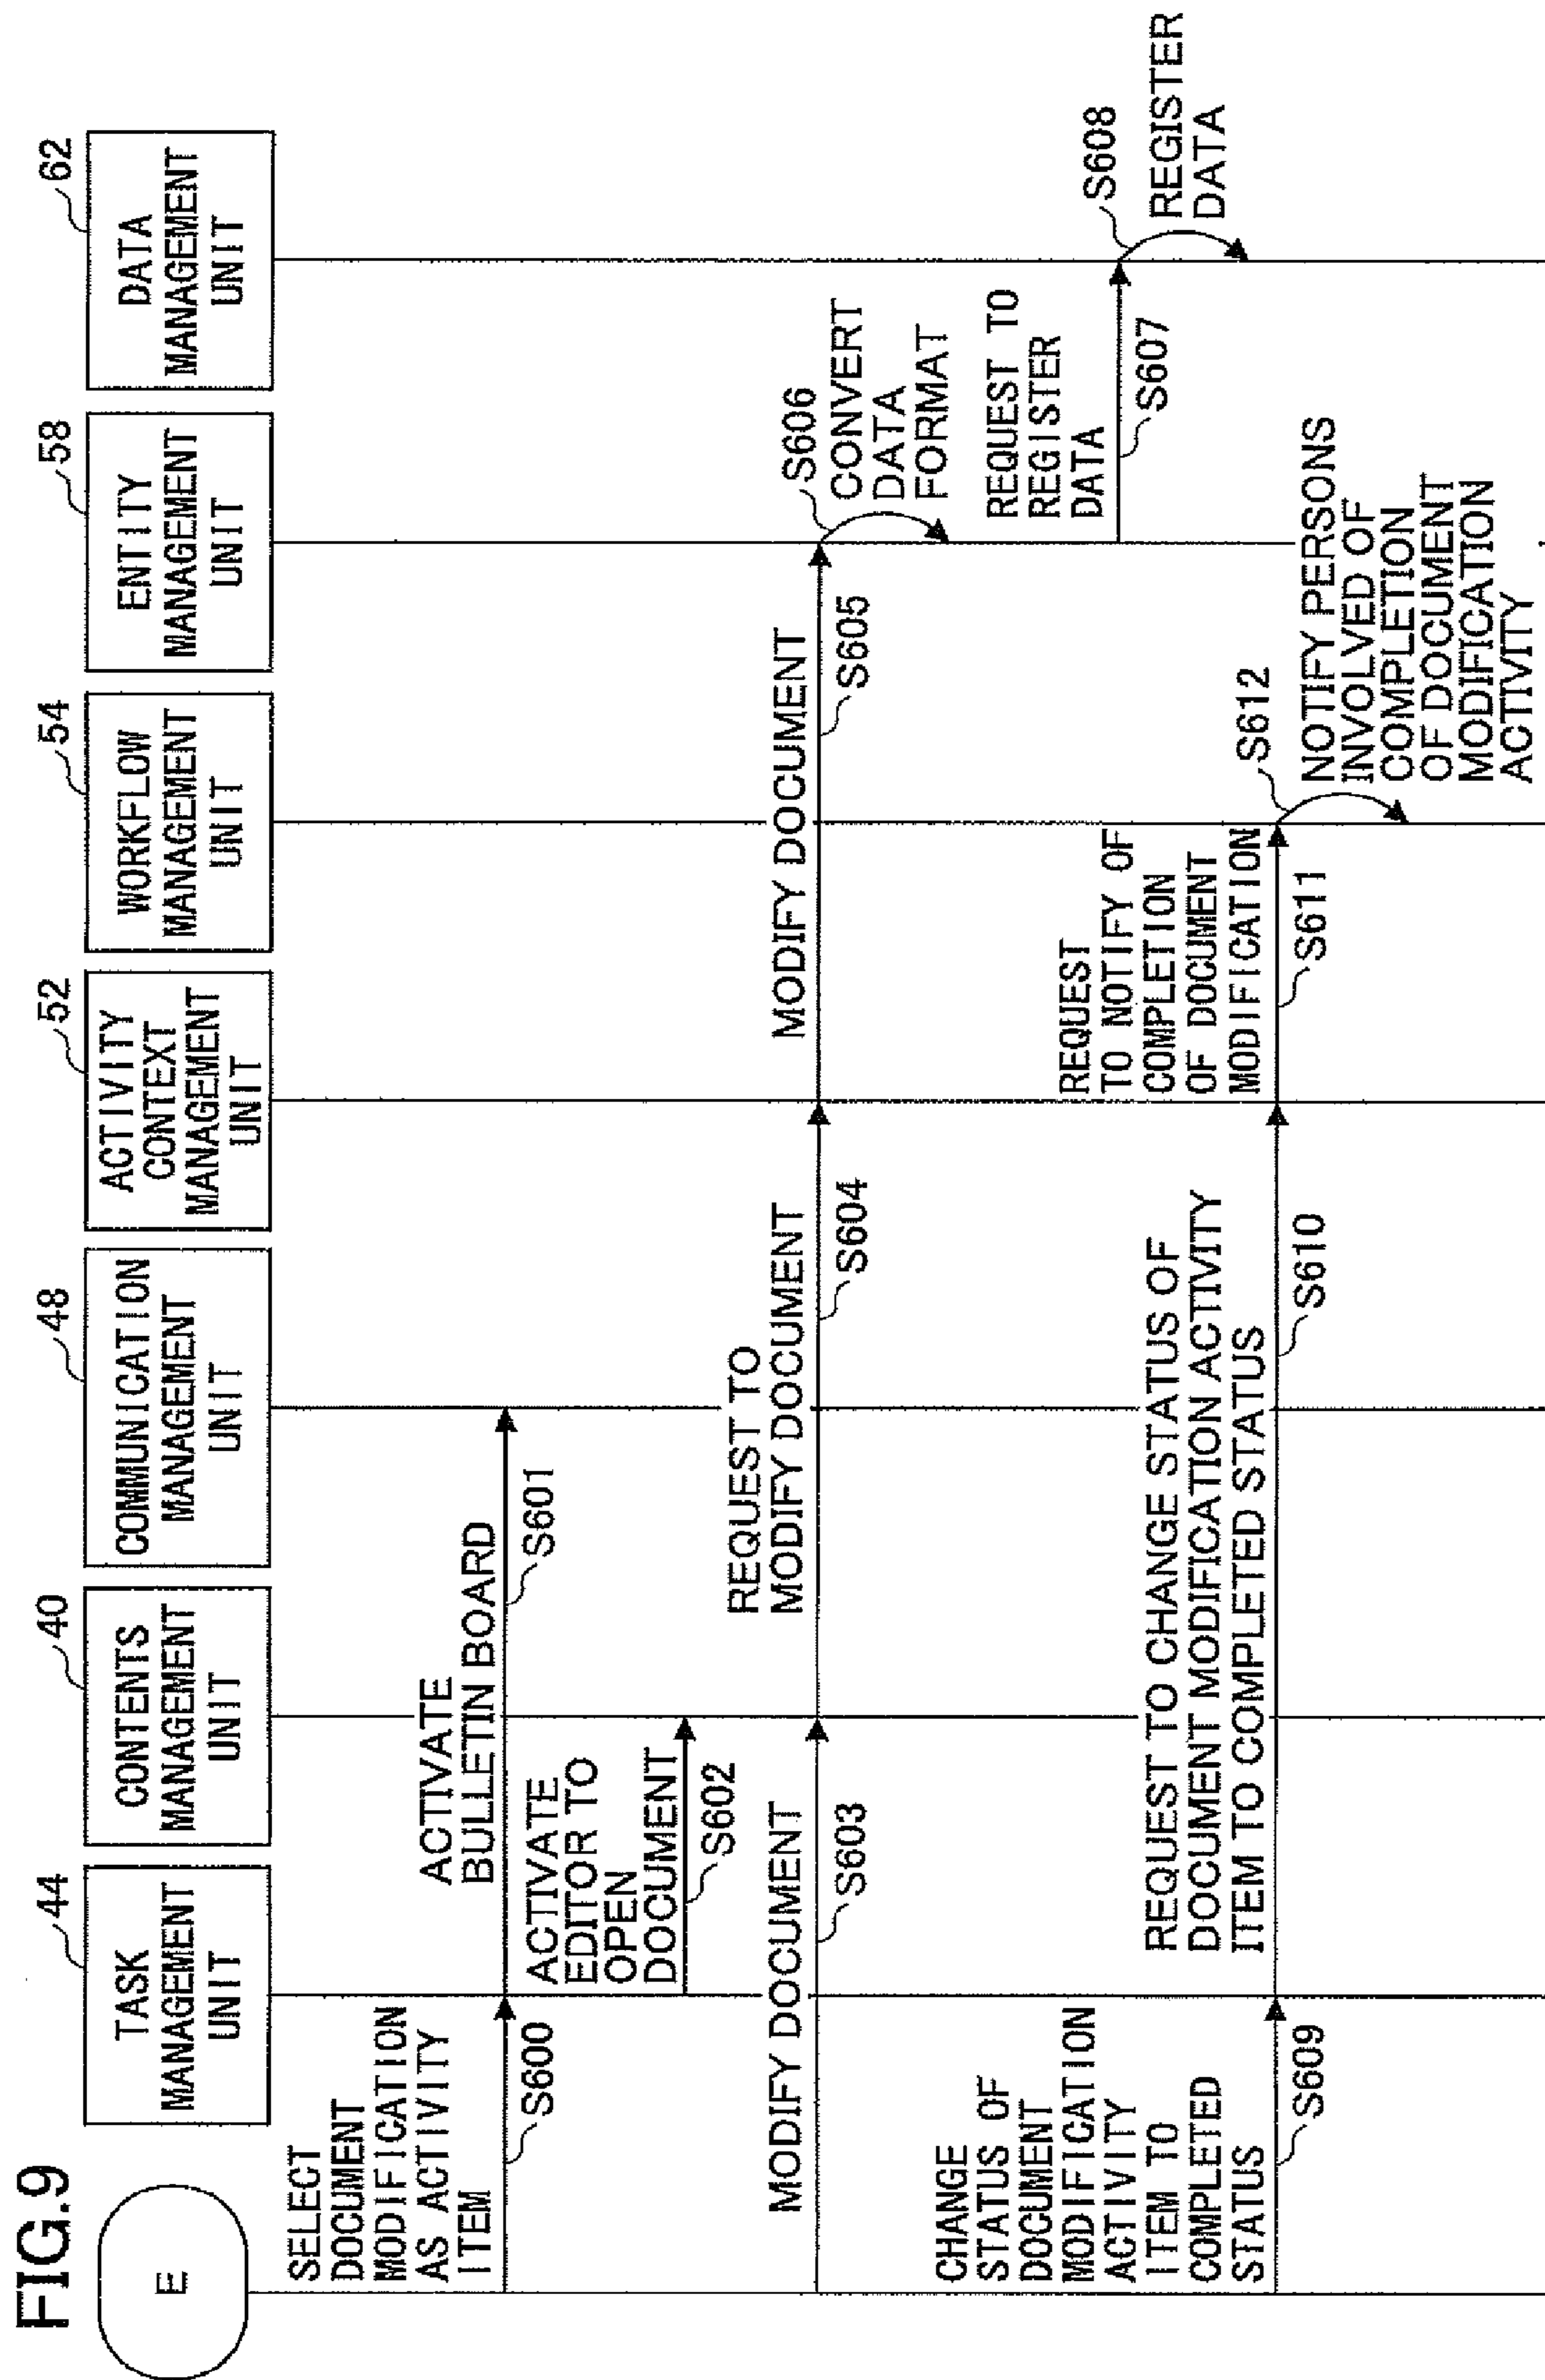 FIG.9
E
44
TASK
MANAGEMENT
UNIT
40
CONTENTS
MANAGEMENT
UNIT
48
COMMUNICATION
MANAGEMENT
UNIT
52
ACTIVITY
CONTEXT
MANAGEMENT
UNIT
54
WORKFLOW
MANAGEMENT
UNIT
58
ENTITY
MANAGEMENT
UNIT
62
DATA
MANAGEMENT
UNIT
SELECT
DOCUMENT
MODIFICATION
AS ACTIVITY
ITEM
S600
ACTIVATE
BULLETIN BOARD
S601
ACTIVATE
EDITOR TO
OPEN
DOCUMENT
S602
MODIFY DOCUMENT
S603
REQUEST TO
MODIFY DOCUMENT
S604
MODIFY DOCUMENT
S605
S606
CONVERT
DATA
FORMAT
REQUEST TO
REGISTER
DATA
S607
S608
REGISTER
DATA
CHANGE
STATUS OF
DOCUMENT
MODIFICATION
ACTIVITY
ITEM TO
COMPLETED
STATUS
S609
REQUEST TO CHANGE STATUS OF
DOCUMENT MODIFICATION ACTIVITY
ITEM TO COMPLETED STATUS
S610
REQUEST
TO NOTIFY OF
COMPLETION
OF DOCUMENT
MODIFICATION
S611
S612
NOTIFY PERSONS
INVOLVED OF
COMPLETION
OF DOCUMENT
MODIFICATION
ACTIVITY